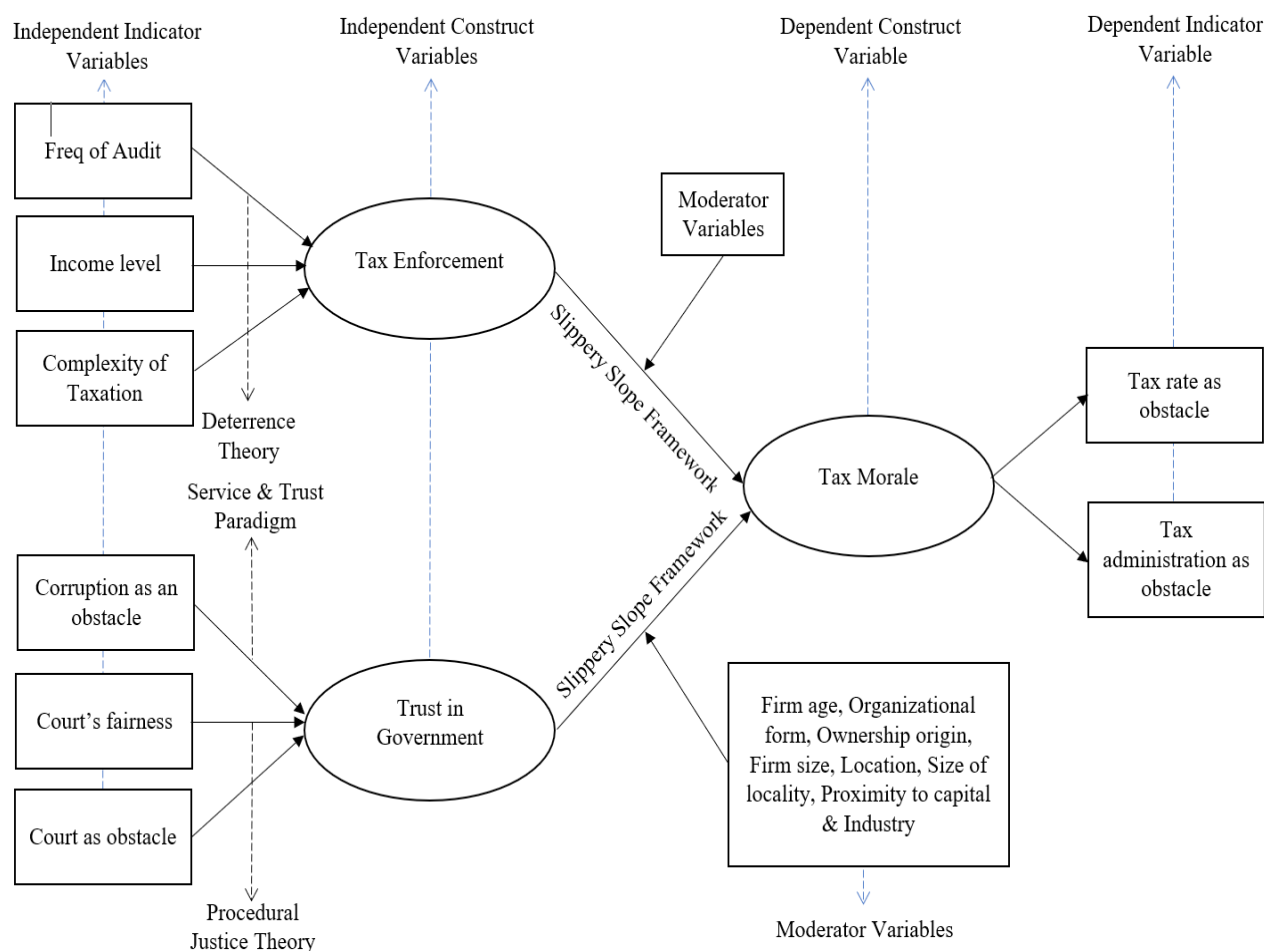 Independent Indicator
Variables
Independent Construct
Variables
Dependent Construct
Variable
Dependent Indicator
Variable
Freq of Audit
Income level
Complexity of
Taxation
Deterrence
Theory
Service & Trust
Paradigm
Corruption as an
obstacle
Court's fairness
Court as obstacle
Procedural
Justice Theory
Tax Enforcement
Trust in
Government
Moderator
Variables
Slippery Slope Framework
Slippery Slope Framework
Tax Morale
Tax rate as
obstacle
Tax
administration as
obstacle
Firm age, Organizational
form, Ownership origin,
Firm size, Location, Size of
locality, Proximity to capital
& Industry
Moderator Variables